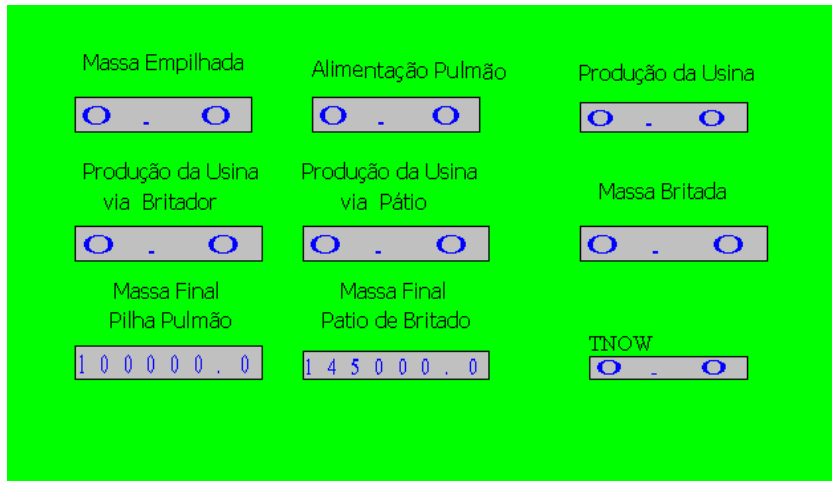 Massa Empilhada
Alimentação Pulmão
Produção da Usina
0.0
0.0
0.0
Produção da Usina
via Britador
Produção da Usina
via Pátio
Massa Britada
0.0
0.0
0.0
Massa Final
Pilha Pulmão
Massa Final
Patio de Britado
TNOW
100000.0
145000.0
0.0